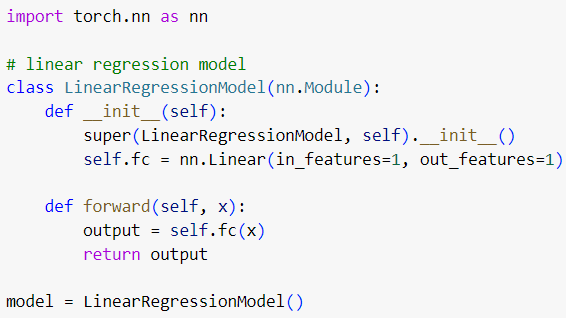 import torch.nn as nn

# linear regression model
class LinearRegressionModel(nn.Module):
    def __init__(self):
        super(LinearRegressionModel, self).__init__()
        self.fc = nn.Linear(in_features=1, out_features=1)

    def forward(self, x):
        output = self.fc(x)
        return output

model = LinearRegressionModel()